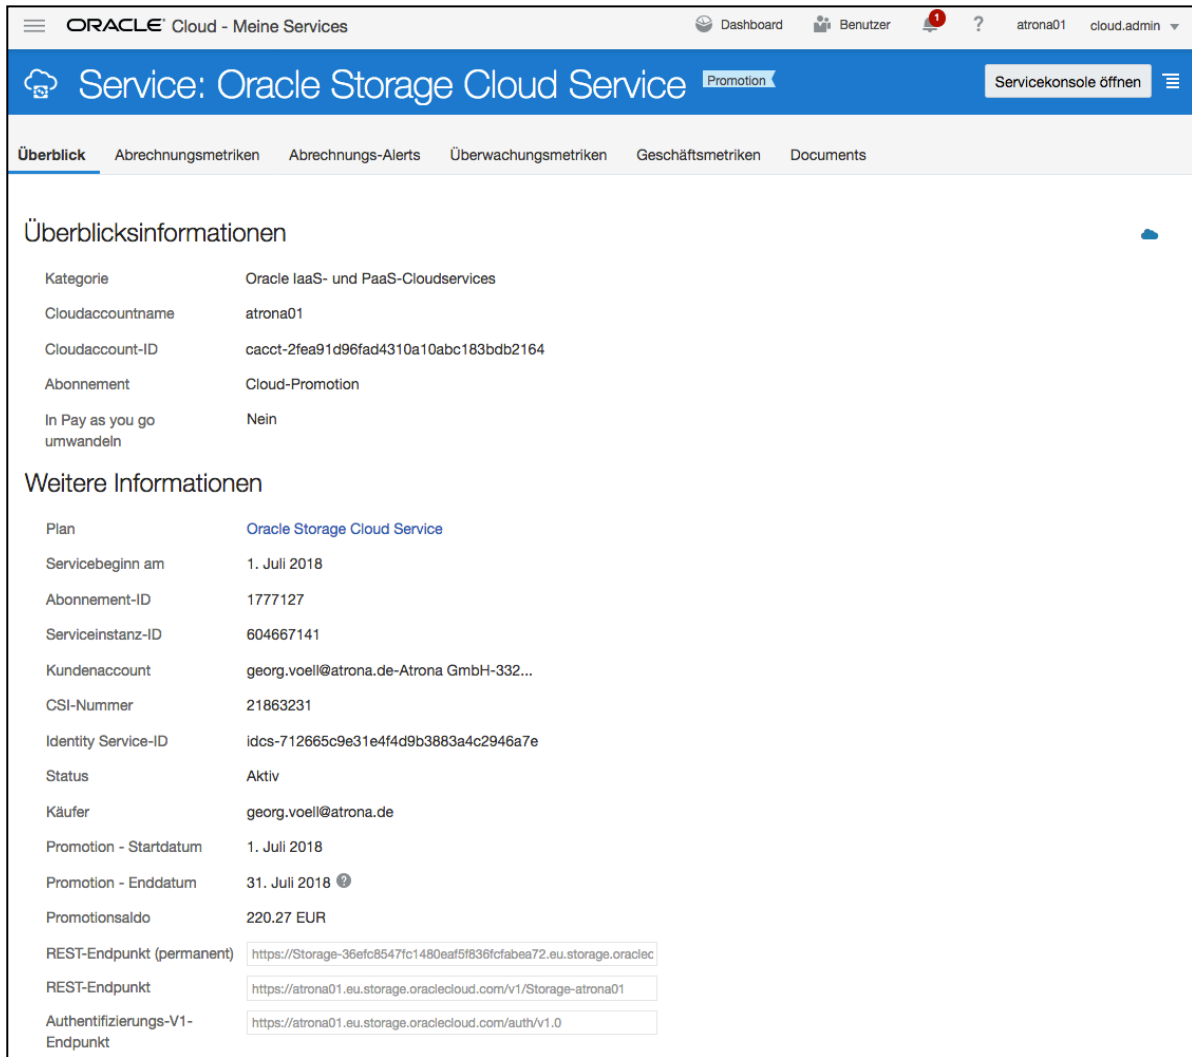 ORACLE Cloud - Meine Services Dashboard Benutzer 1 ? atrona01 cloud.admin
Service: Oracle Storage Cloud Service Promotion Servicekonsole öffnen
Überblick Abrechnungsmetriken Abrechnungs-Alerts Überwachungsmetriken Geschäftsmetriken Documents
Überblicksinformationen
Kategorie Oracle IaaS- und PaaS-Cloudservices
Cloudaccountname atrona01
Cloudaccount-ID cacct-2fea91d96fad4310a10abc183bdb2164
Abonnement Cloud-Promotion
In Pay as you go Nein
umwandeln
Weitere Informationen
Plan Oracle Storage Cloud Service
Servicebeginn am 1. Juli 2018
Abonnement-ID 1777127
Serviceinstanz-ID 604667141
Kundenaccount georg.voell@atrona.de-Atrona GmbH-332...
CSI-Nummer 21863231
Identity Service-ID idcs-712665c9e31e4f4d9b3883a4c2946a7e
Status Aktiv
Käufer georg.voell@atrona.de
Promotion - Startdatum 1. Juli 2018
Promotion - Enddatum 31. Juli 2018 ?
Promotionsaldo 220.27 EUR
REST-Endpunkt (permanent) https://Storage-36efc8547fc1480eaf5f836fcfabea72.eu.storage.oraclec
REST-Endpunkt https://atrona01.eu.storage.oraclecloud.com/v1/Storage-atrona01
Authentifizierungs-V1- https://atrona01.eu.storage.oraclecloud.com/auth/v1.0
Endpunkt